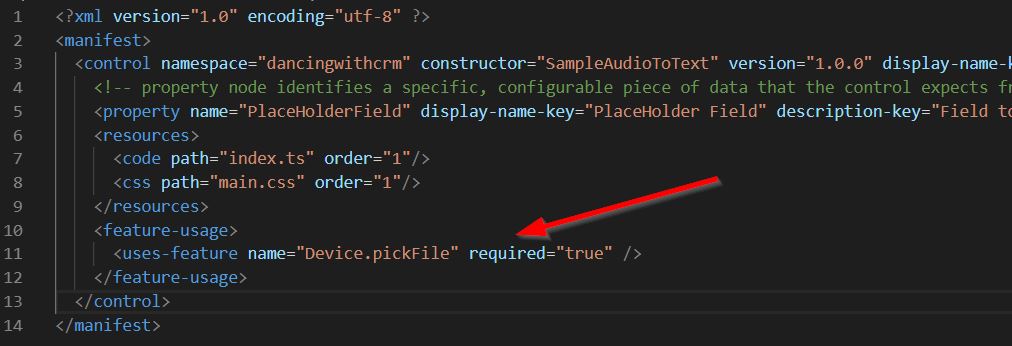 1 <?xml version="1.0" encoding="utf-8" ?>
2 <manifest>
3 <control namespace="dancingwithcrm" constructor="SampleAudioToText" version="1.0.0" display-name-k
4 <!-- property node identifies a specific, configurable piece of data that the control expects fr
5 <property name="PlaceHolderField" display-name-key="PlaceHolder Field" description-key="Field to
6 <resources>
7 <code path="index.ts" order="1"/>
8 <css path="main.css" order="1"/>
9 </resources>
10 <feature-usage>
11 <uses-feature name="Device.pickFile" required="true" />
12 </feature-usage>
13 </control>
14 </manifest>